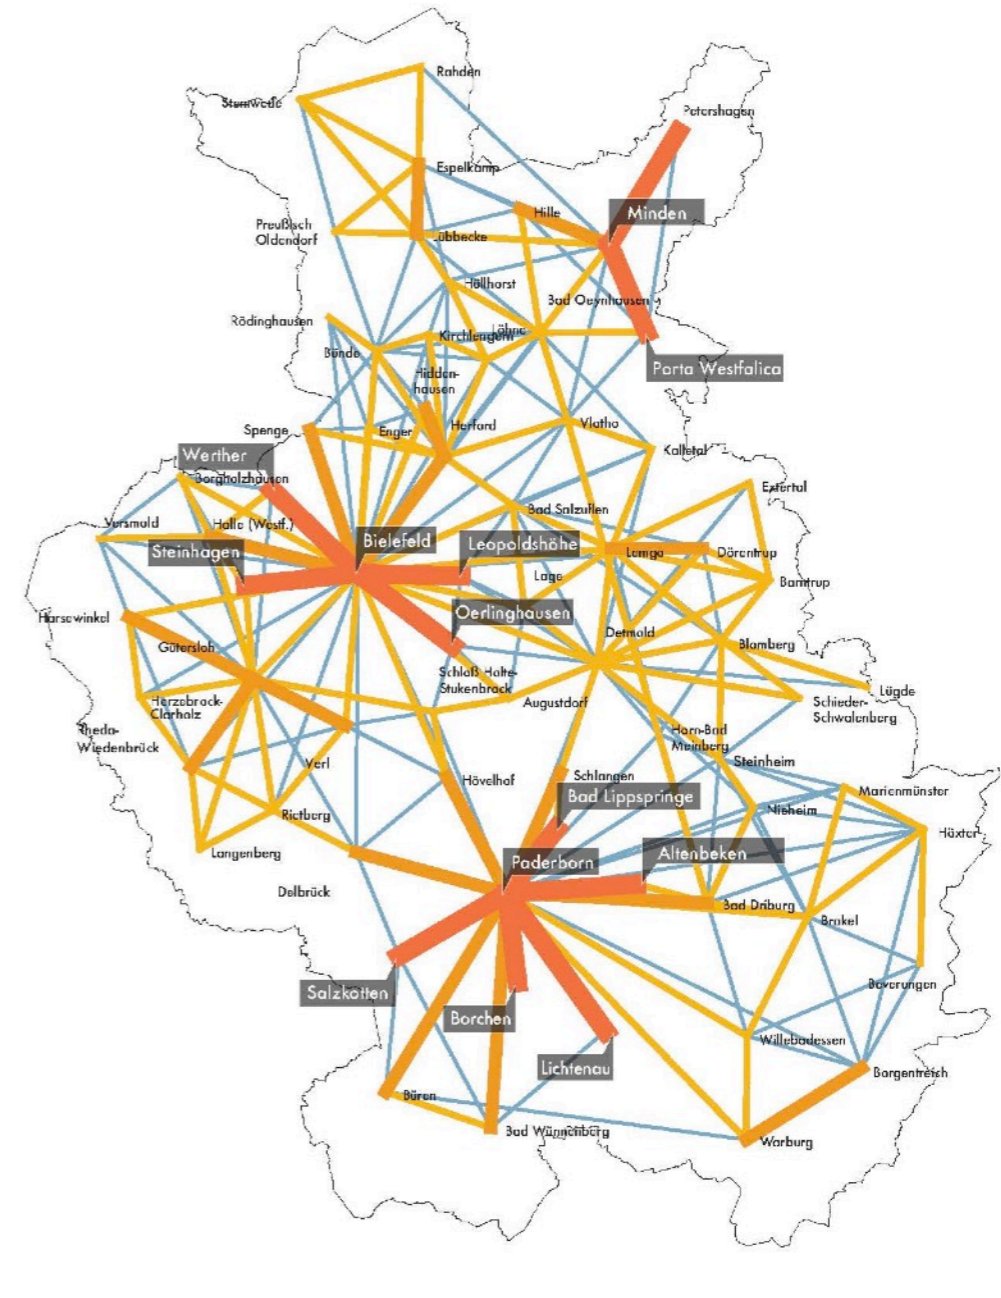 Rahden
Stemwede
Petershagen
Espelkamp
Hille
Minden
Preußisch
Oldendorf
Lübbecke
Hüllhorst
Bad Oeynhausen
Rödinghausen
Löhne
Kirchlengern
Bünde
Porta Westfalica
Hidden-
hausen
Spenge
Enger
Herford
Vlotho
Kalletal
Werther
Borgholzhausen
Extertal
Versmold
Halle (Westf.)
Bad Salzuflen
Steinhagen
Bielefeld
Leopoldshöhe
Lemgo
Dörentrup
Lage
Barntrup
Oerlinghausen
Harsewinkel
Detmold
Blomberg
Gütersloh
Schloß Holte-
Stukenbrock
Lügde
Herzebrock-
Clarholz
Augustdorf
Schieder-
Schwalenberg
Rheda-
Wiedenbrück
Horn-Bad
Meinberg
Verl
Steinheim
Hövelhof
Schlangen
Marienmünster
Bad Lippspringe
Nieheim
Rietberg
Höxter
Langenberg
Paderborn
Altenbeken
Delbrück
Bad Driburg
Brakel
Salzkotten
Beverungen
Borchen
Willebadessen
Lichtenau
Borgentreich
Büren
Bad Wünnenberg
Warburg